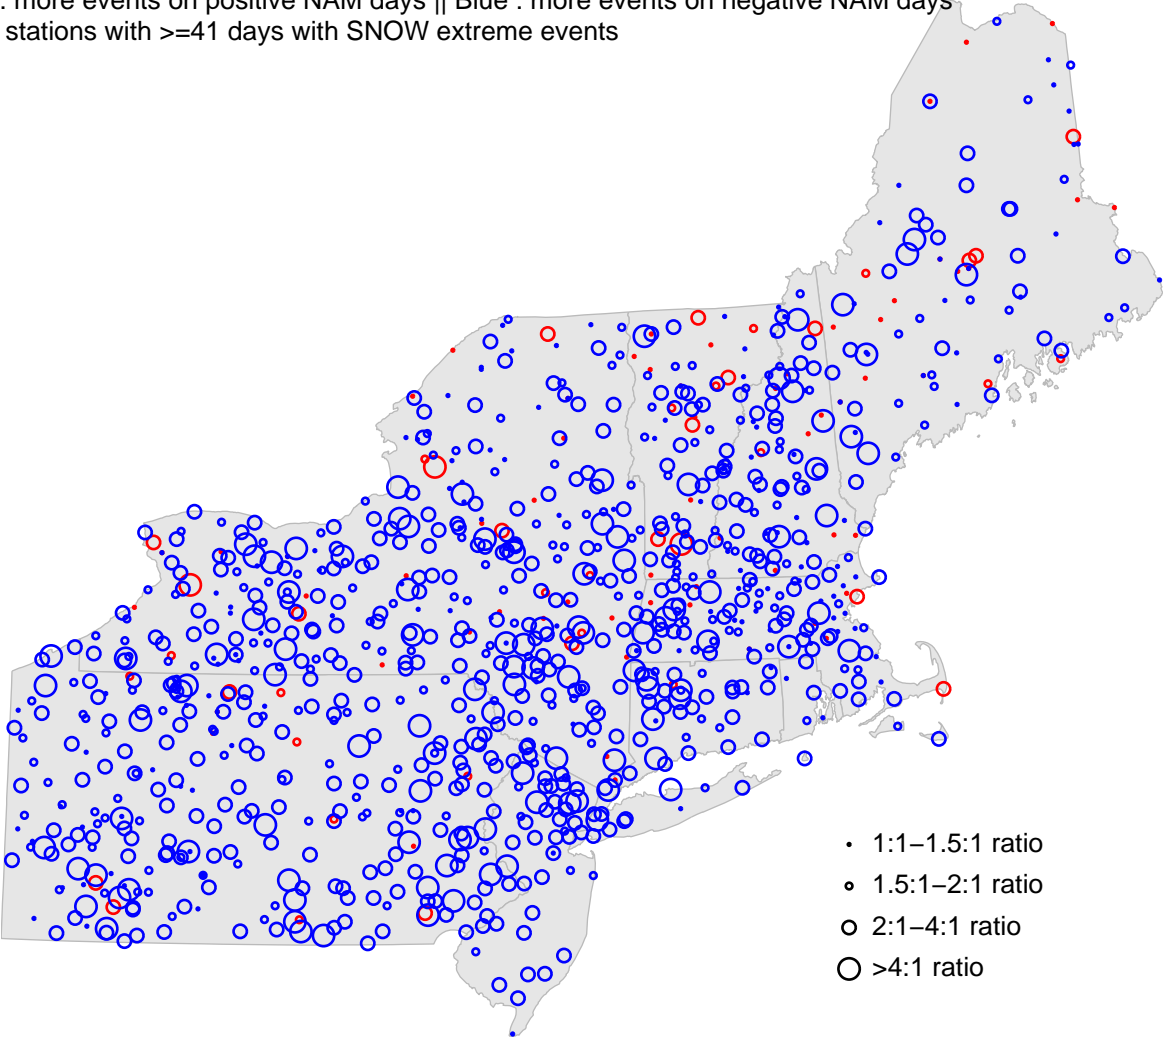 : more events on positive NAM days || Blue : more events on negative NAM days
stations with >=41 days with SNOW extreme events
1:1−1.5:1 ratio
1.5:1−2:1 ratio
2:1−4:1 ratio
>4:1 ratio